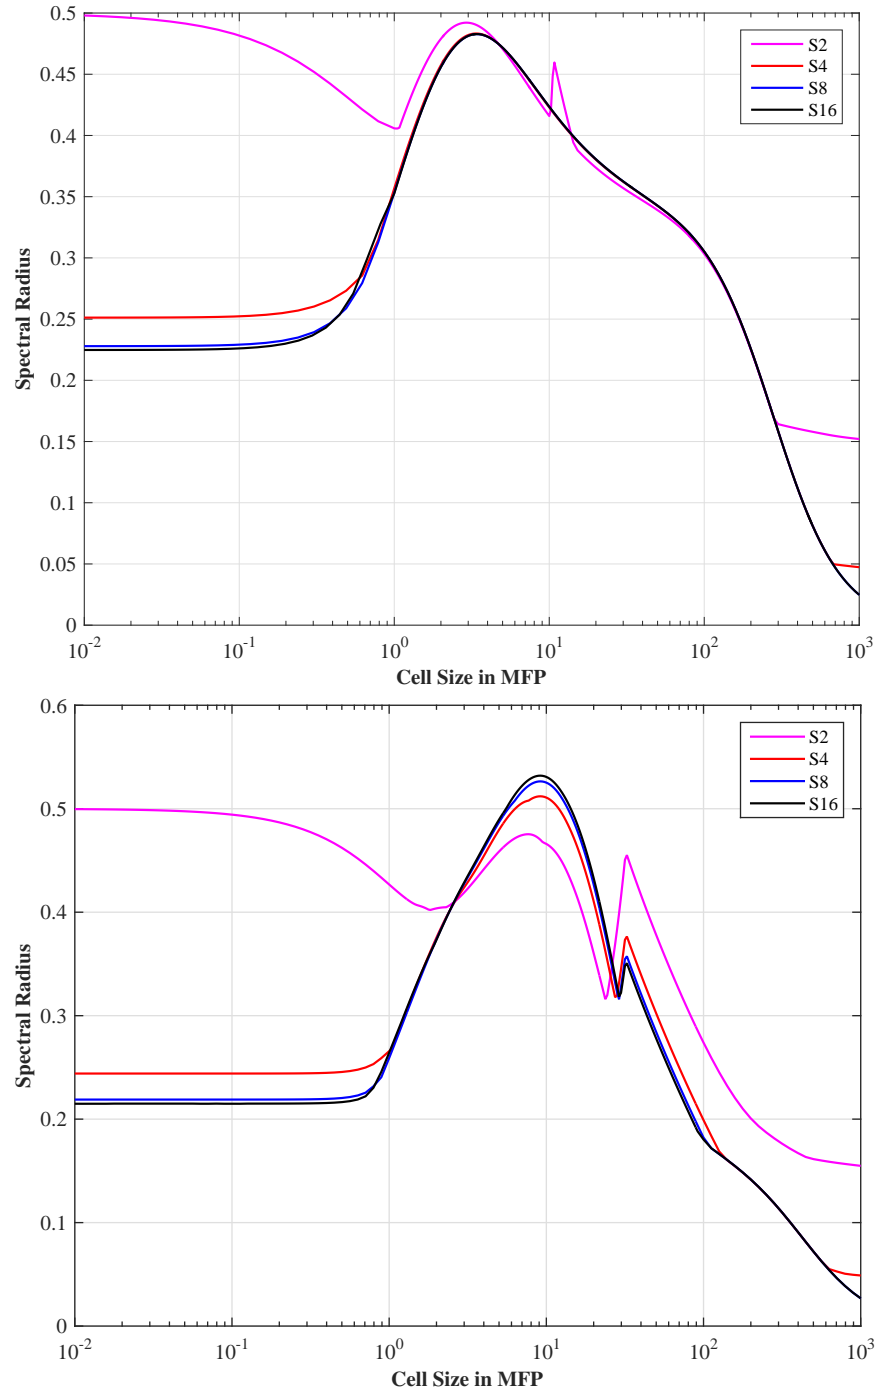 0.5
0.45
0.4
0.35
0.3
0.25
0.2
0.15
0.1
0.05
0
Spectral Radius
S2
S4
S8
S16
10^-2 10^-1 10^0 10^1 10^2 10^3
Cell Size in MFP
0.6
0.5
0.4
0.3
0.2
0.1
0
Spectral Radius
S2
S4
S8
S16
10^-2 10^-1 10^0 10^1 10^2 10^3
Cell Size in MFP